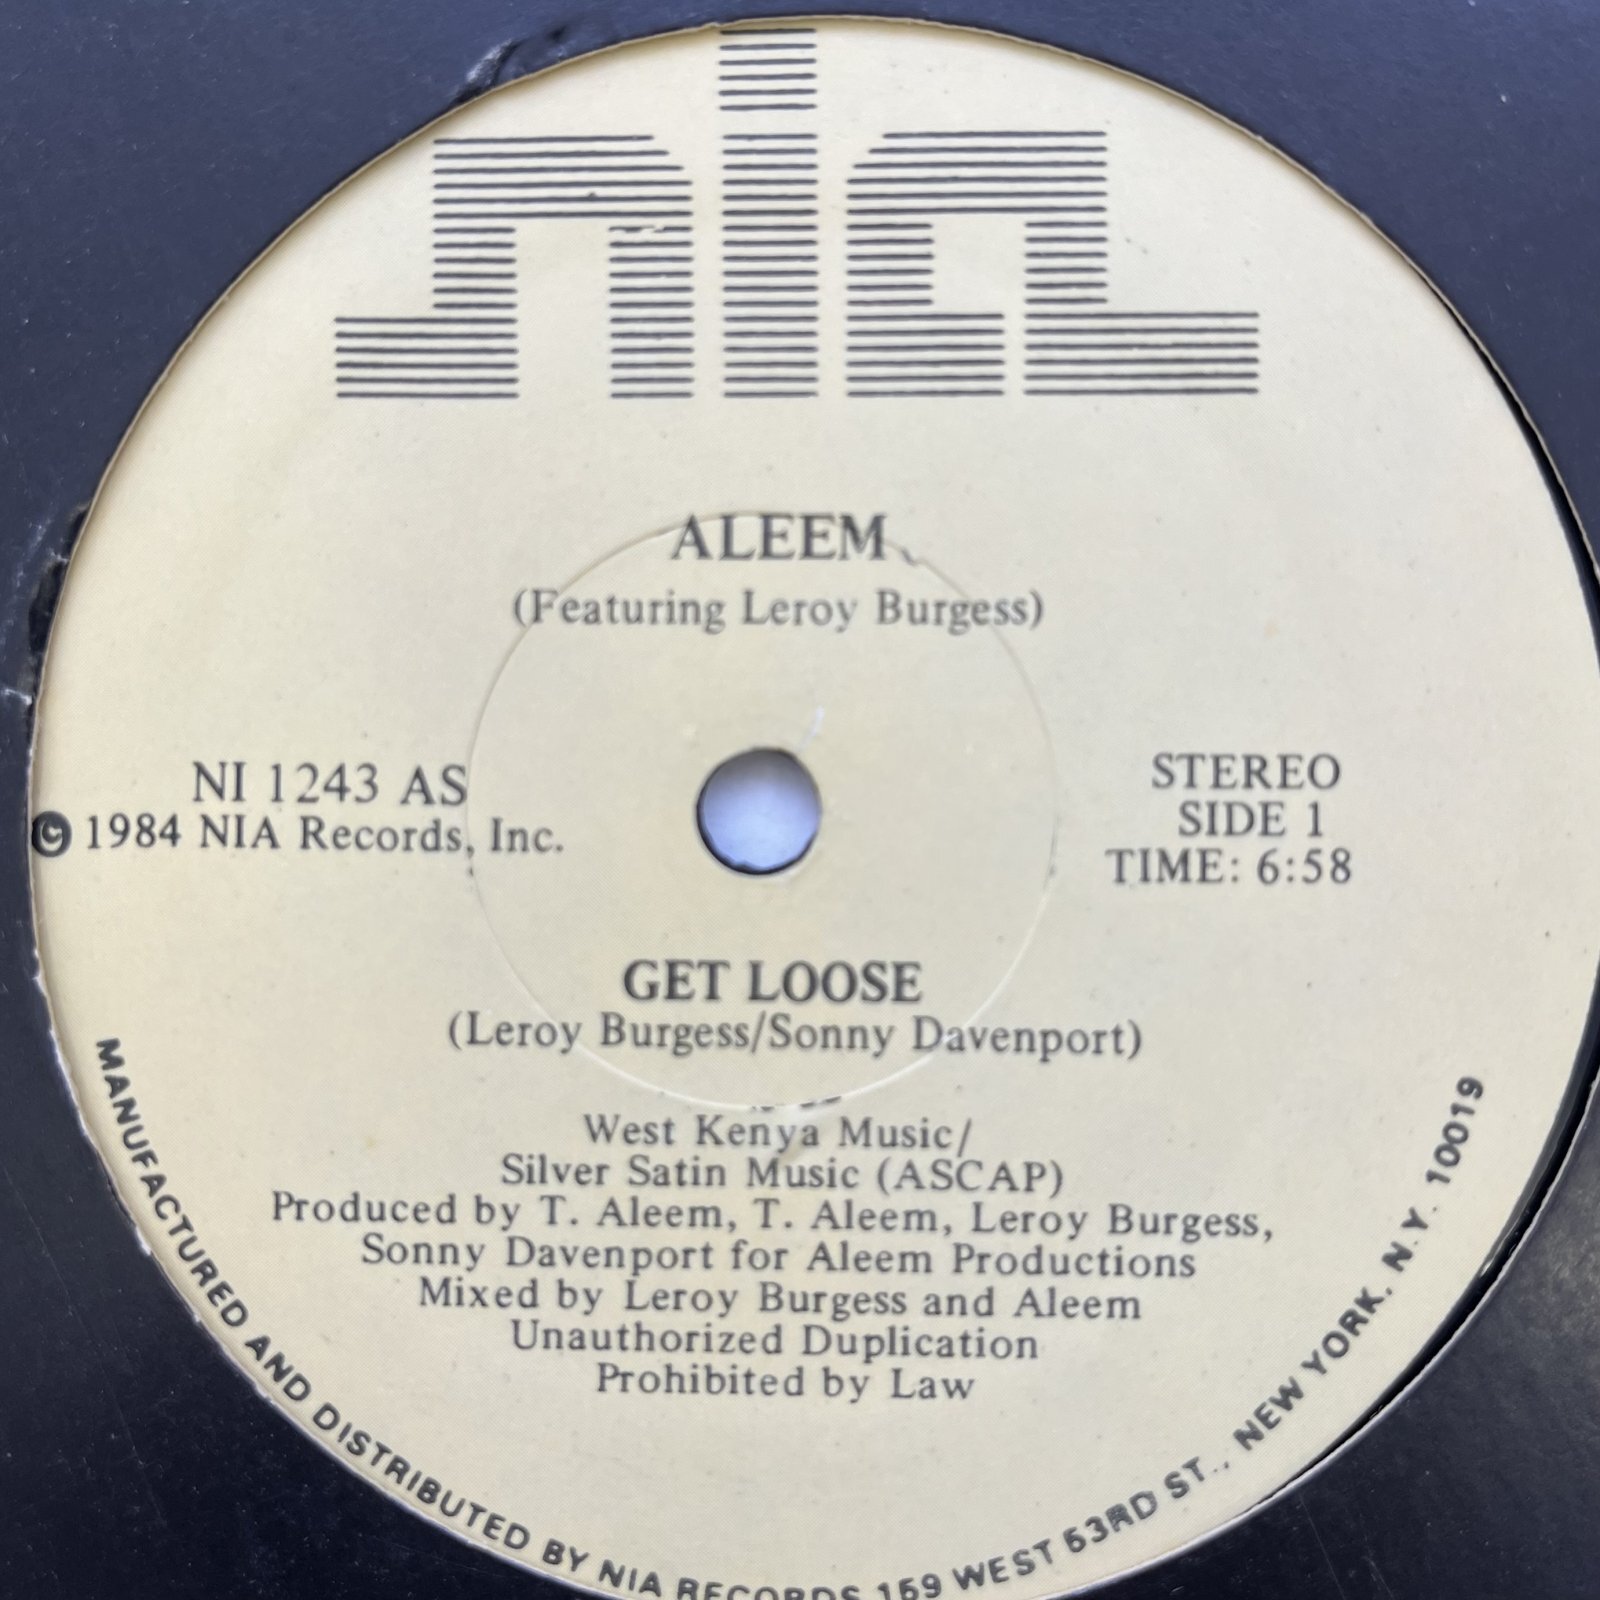 nia
ALEEM
(Featuring Leroy Burgess)
NI 1243 AS
© 1984 NIA Records, Inc.
STEREO
SIDE 1
TIME: 6:58
GET LOOSE
(Leroy Burgess/Sonny Davenport)
West Kenya Music/
Silver Satin Music (ASCAP)
Produced by T. Aleem, T. Aleem, Leroy Burgess,
Sonny Davenport for Aleem Productions
Mixed by Leroy Burgess and Aleem
Unauthorized Duplication
Prohibited by Law
MANUFACTURED AND DISTRIBUTED BY NIA RECORDS 159 WEST 53RD ST., NEW YORK, N.Y. 10019